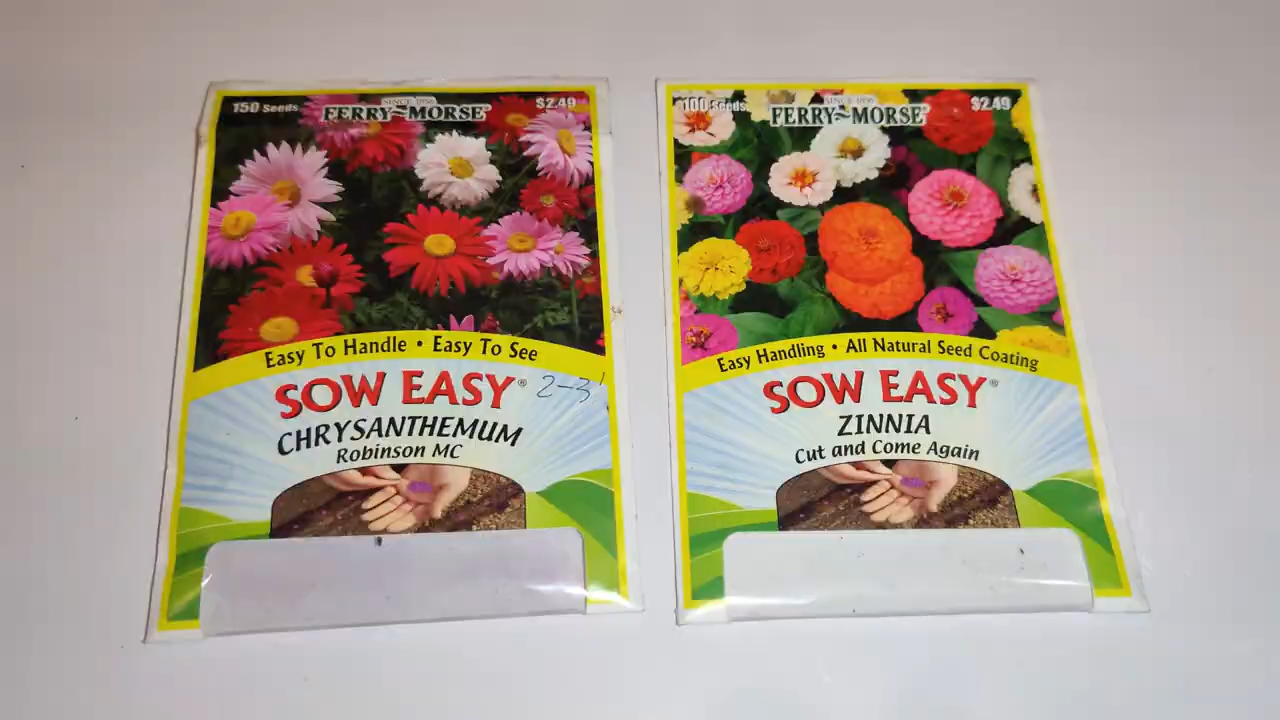 150 Seeds
SINCE 1856
FERRY-MORSE®
$2.49
Easy To Handle • Easy To See
SOW EASY®
2-3'
CHRYSANTHEMUM
Robinson MC
100 Seeds
SINCE 1856
FERRY-MORSE®
$2.49
Easy Handling • All Natural Seed Coating
SOW EASY®
ZINNIA
Cut and Come Again